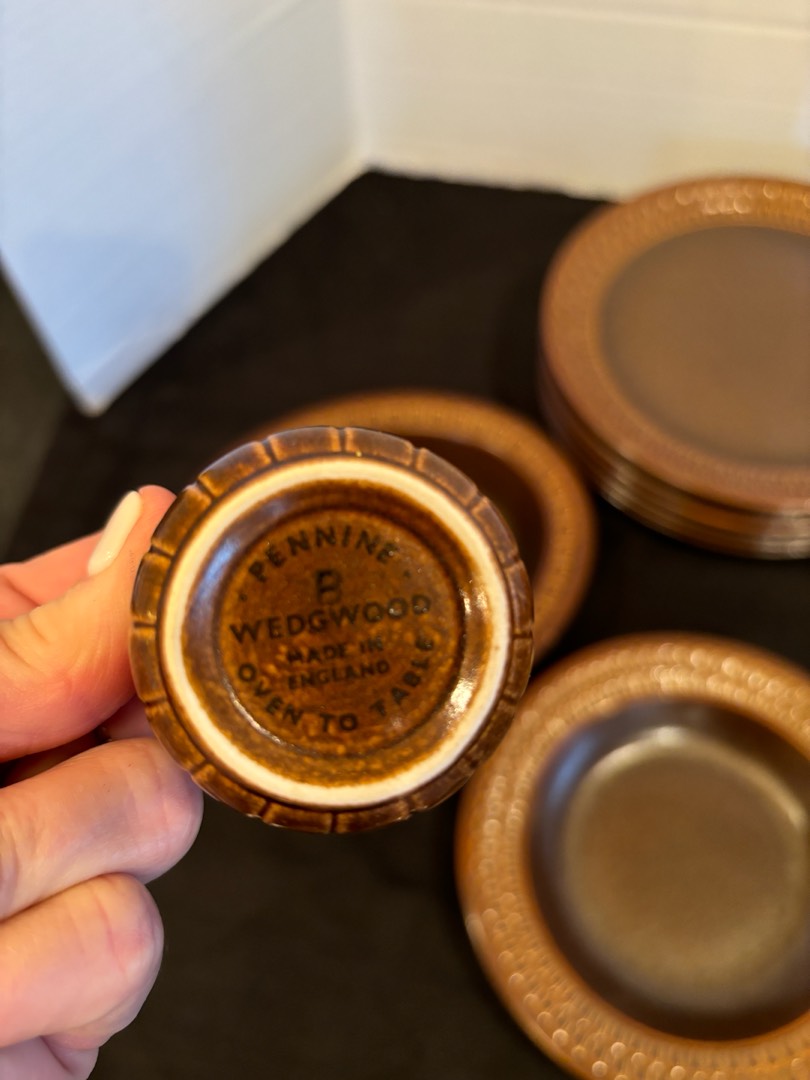 · PENNINE ·
B
WEDGWOOD
MADE IN
ENGLAND
OVEN TO TABLE